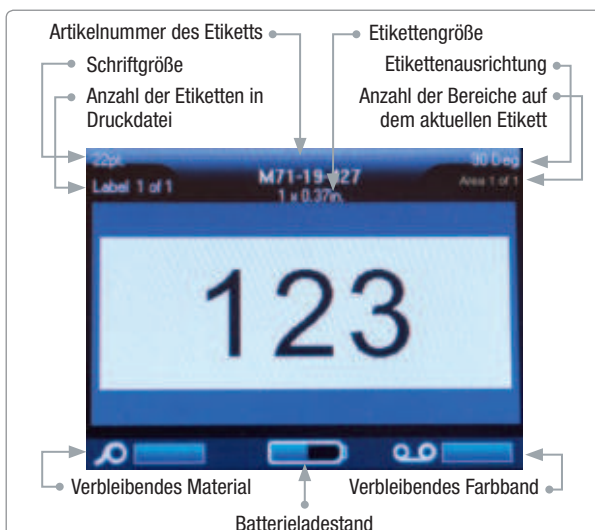 Artikelnummer des Etiketts
Etikettengröße
Schriftgröße
Etikettenausrichtung
Anzahl der Etiketten in
Druckdatei
Anzahl der Bereiche auf
dem aktuellen Etikett
22pt.
90 Deg
Label 1 of 1
M71-19-427
Area 1 of 1
1 x 0.37in.
123
Verbleibendes Material
Verbleibendes Farbband
Batterieladestand